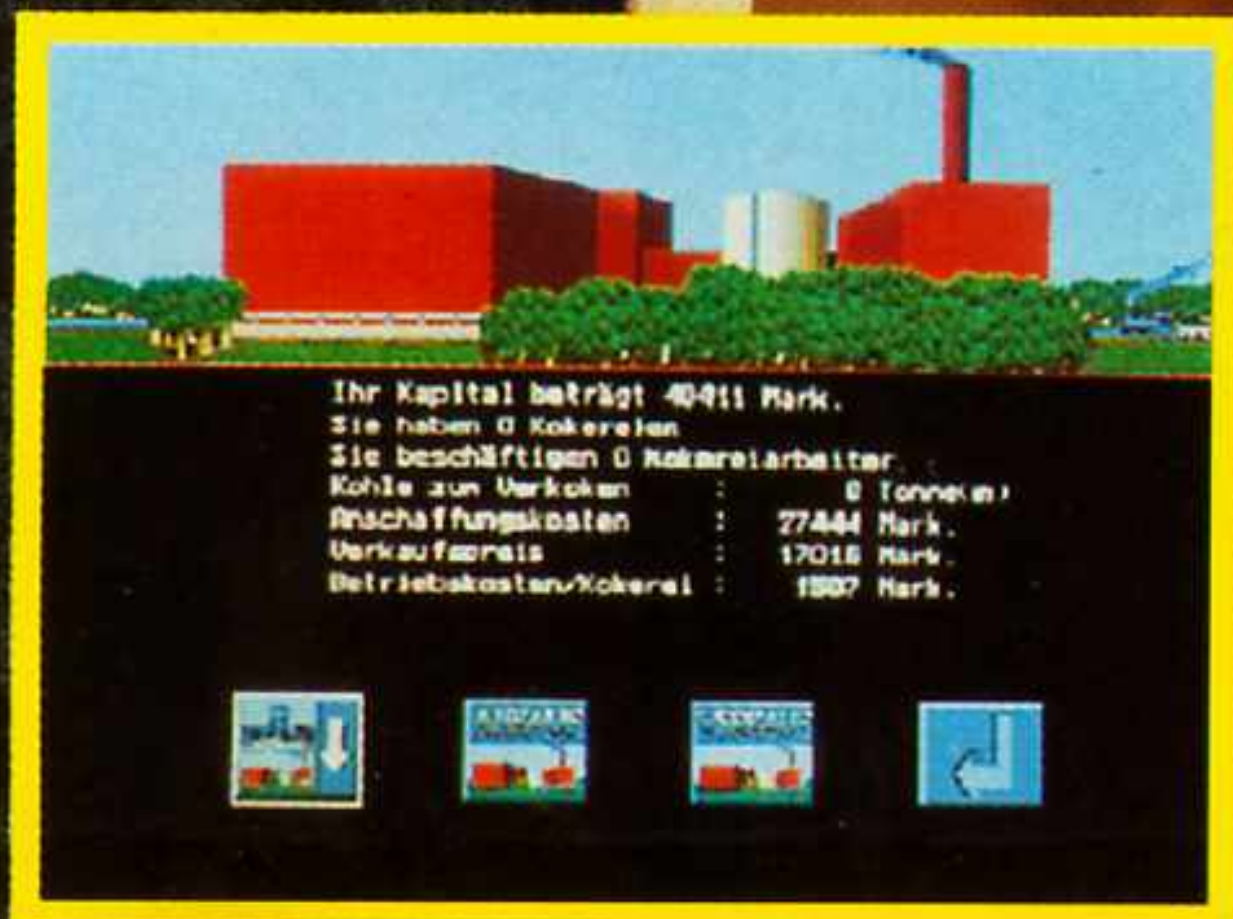 Ihr Kapital beträgt 40411 Mark.
Sie haben 0 Kokereien
Sie beschäftigen 0 Kokereiarbeiter.
Kohle zum Verkoken : 0 Tonne(n)
Anschaffungskosten : 27444 Mark.
Verkaufspreis : 17016 Mark.
Betriebskosten/Kokerei : Mark.